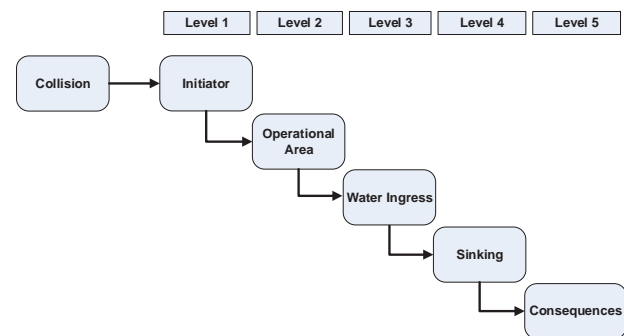 Level 1 Level 2 Level 3 Level 4 Level 5
Collision Initiator
Operational
Area
Water Ingress
Sinking
Consequences